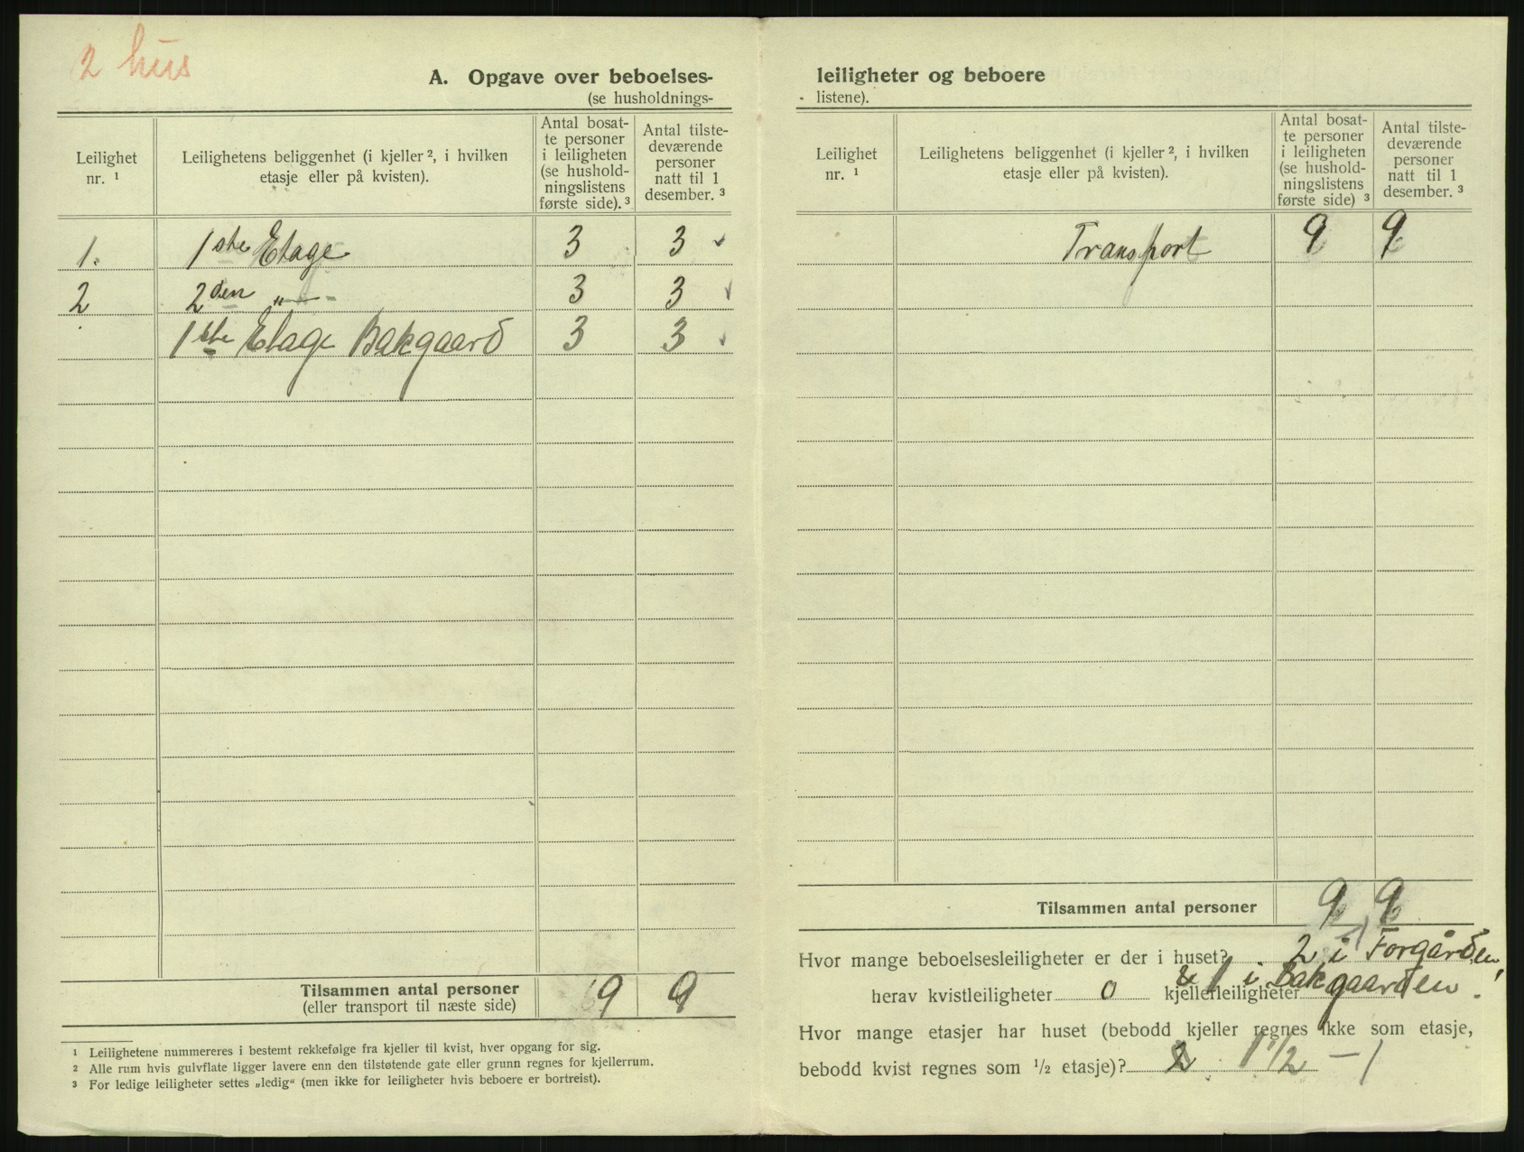 2 hus
A. Opgave over beboelses-
(se husholdnings-
Leilighet nr. ¹
Leilighetens beliggenhet (i kjeller ², i hvilken etasje eller på kvisten).
Antal bosatte personer i leiligheten (se husholdningslistens første side). ³
Antal tilstedeværende personer natt til 1 desember. ³
1. 1ste Etage 3 3
2 2den „ 3 3
1ste Etage Bakgaard 3 3
Tilsammen antal personer
(eller transport til næste side) 9 9
¹ Leilighetene nummereres i bestemt rekkefølge fra kjeller til kvist, hver opgang for sig.
² Alle rum hvis gulvflate ligger lavere enn den tilstøtende gate eller grunn regnes for kjellerrum.
³ For ledige leiligheter settes „ledig“ (men ikke for leiligheter hvis beboere er bortreist).
leiligheter og beboere
listene).
Leilighet nr. ¹
Leilighetens beliggenhet (i kjeller ², i hvilken etasje eller på kvisten).
Antal bosatte personer i leiligheten (se husholdningslistens første side) ³
Antal tilstedeværende personer natt til 1 desember. ³
Transport 9 9
Tilsammen antal personer 9 9
Hvor mange beboelsesleiligheter er der i huset? 2 i Forgården,
& 1 i Bakgaarden!
herav kvistleiligheter 0 kjellerleiligheter
Hvor mange etasjer har huset (bebodd kjeller regnes ikke som etasje,
bebodd kvist regnes som ½ etasje)? 2 1 1/2 — 1